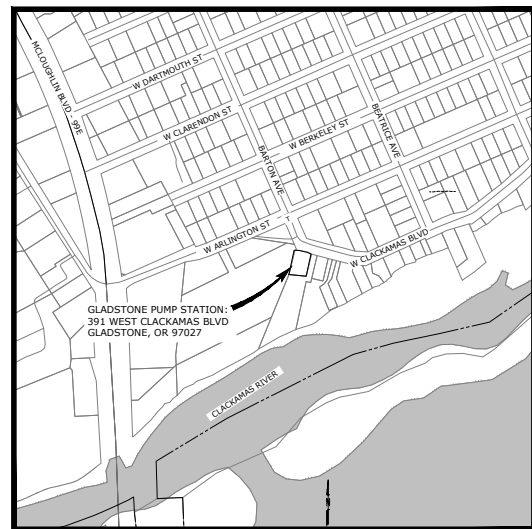 MCLOUGHLIN BLVD - 99E
W DARTMOUTH ST
W CLARENDON ST
W BERKELEY ST
BEATRICE AVE
BARTON AVE
W ARLINGTON ST
W CLACKAMAS BLVD
GLADSTONE PUMP STATION:
391 WEST CLACKAMAS BLVD
GLADSTONE, OR 97027
CLACKAMAS RIVER